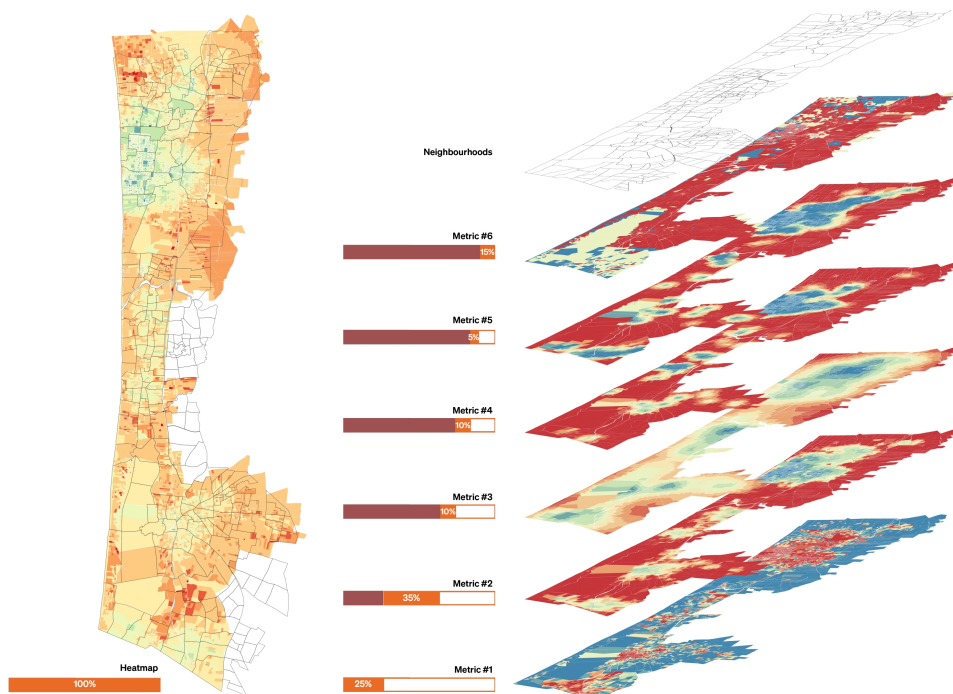 Neighbourhoods
Metric #6
15%
Metric #5
5%
Metric #4
10%
Metric #3
10%
Metric #2
35%
Heatmap
100%
Metric #1
25%